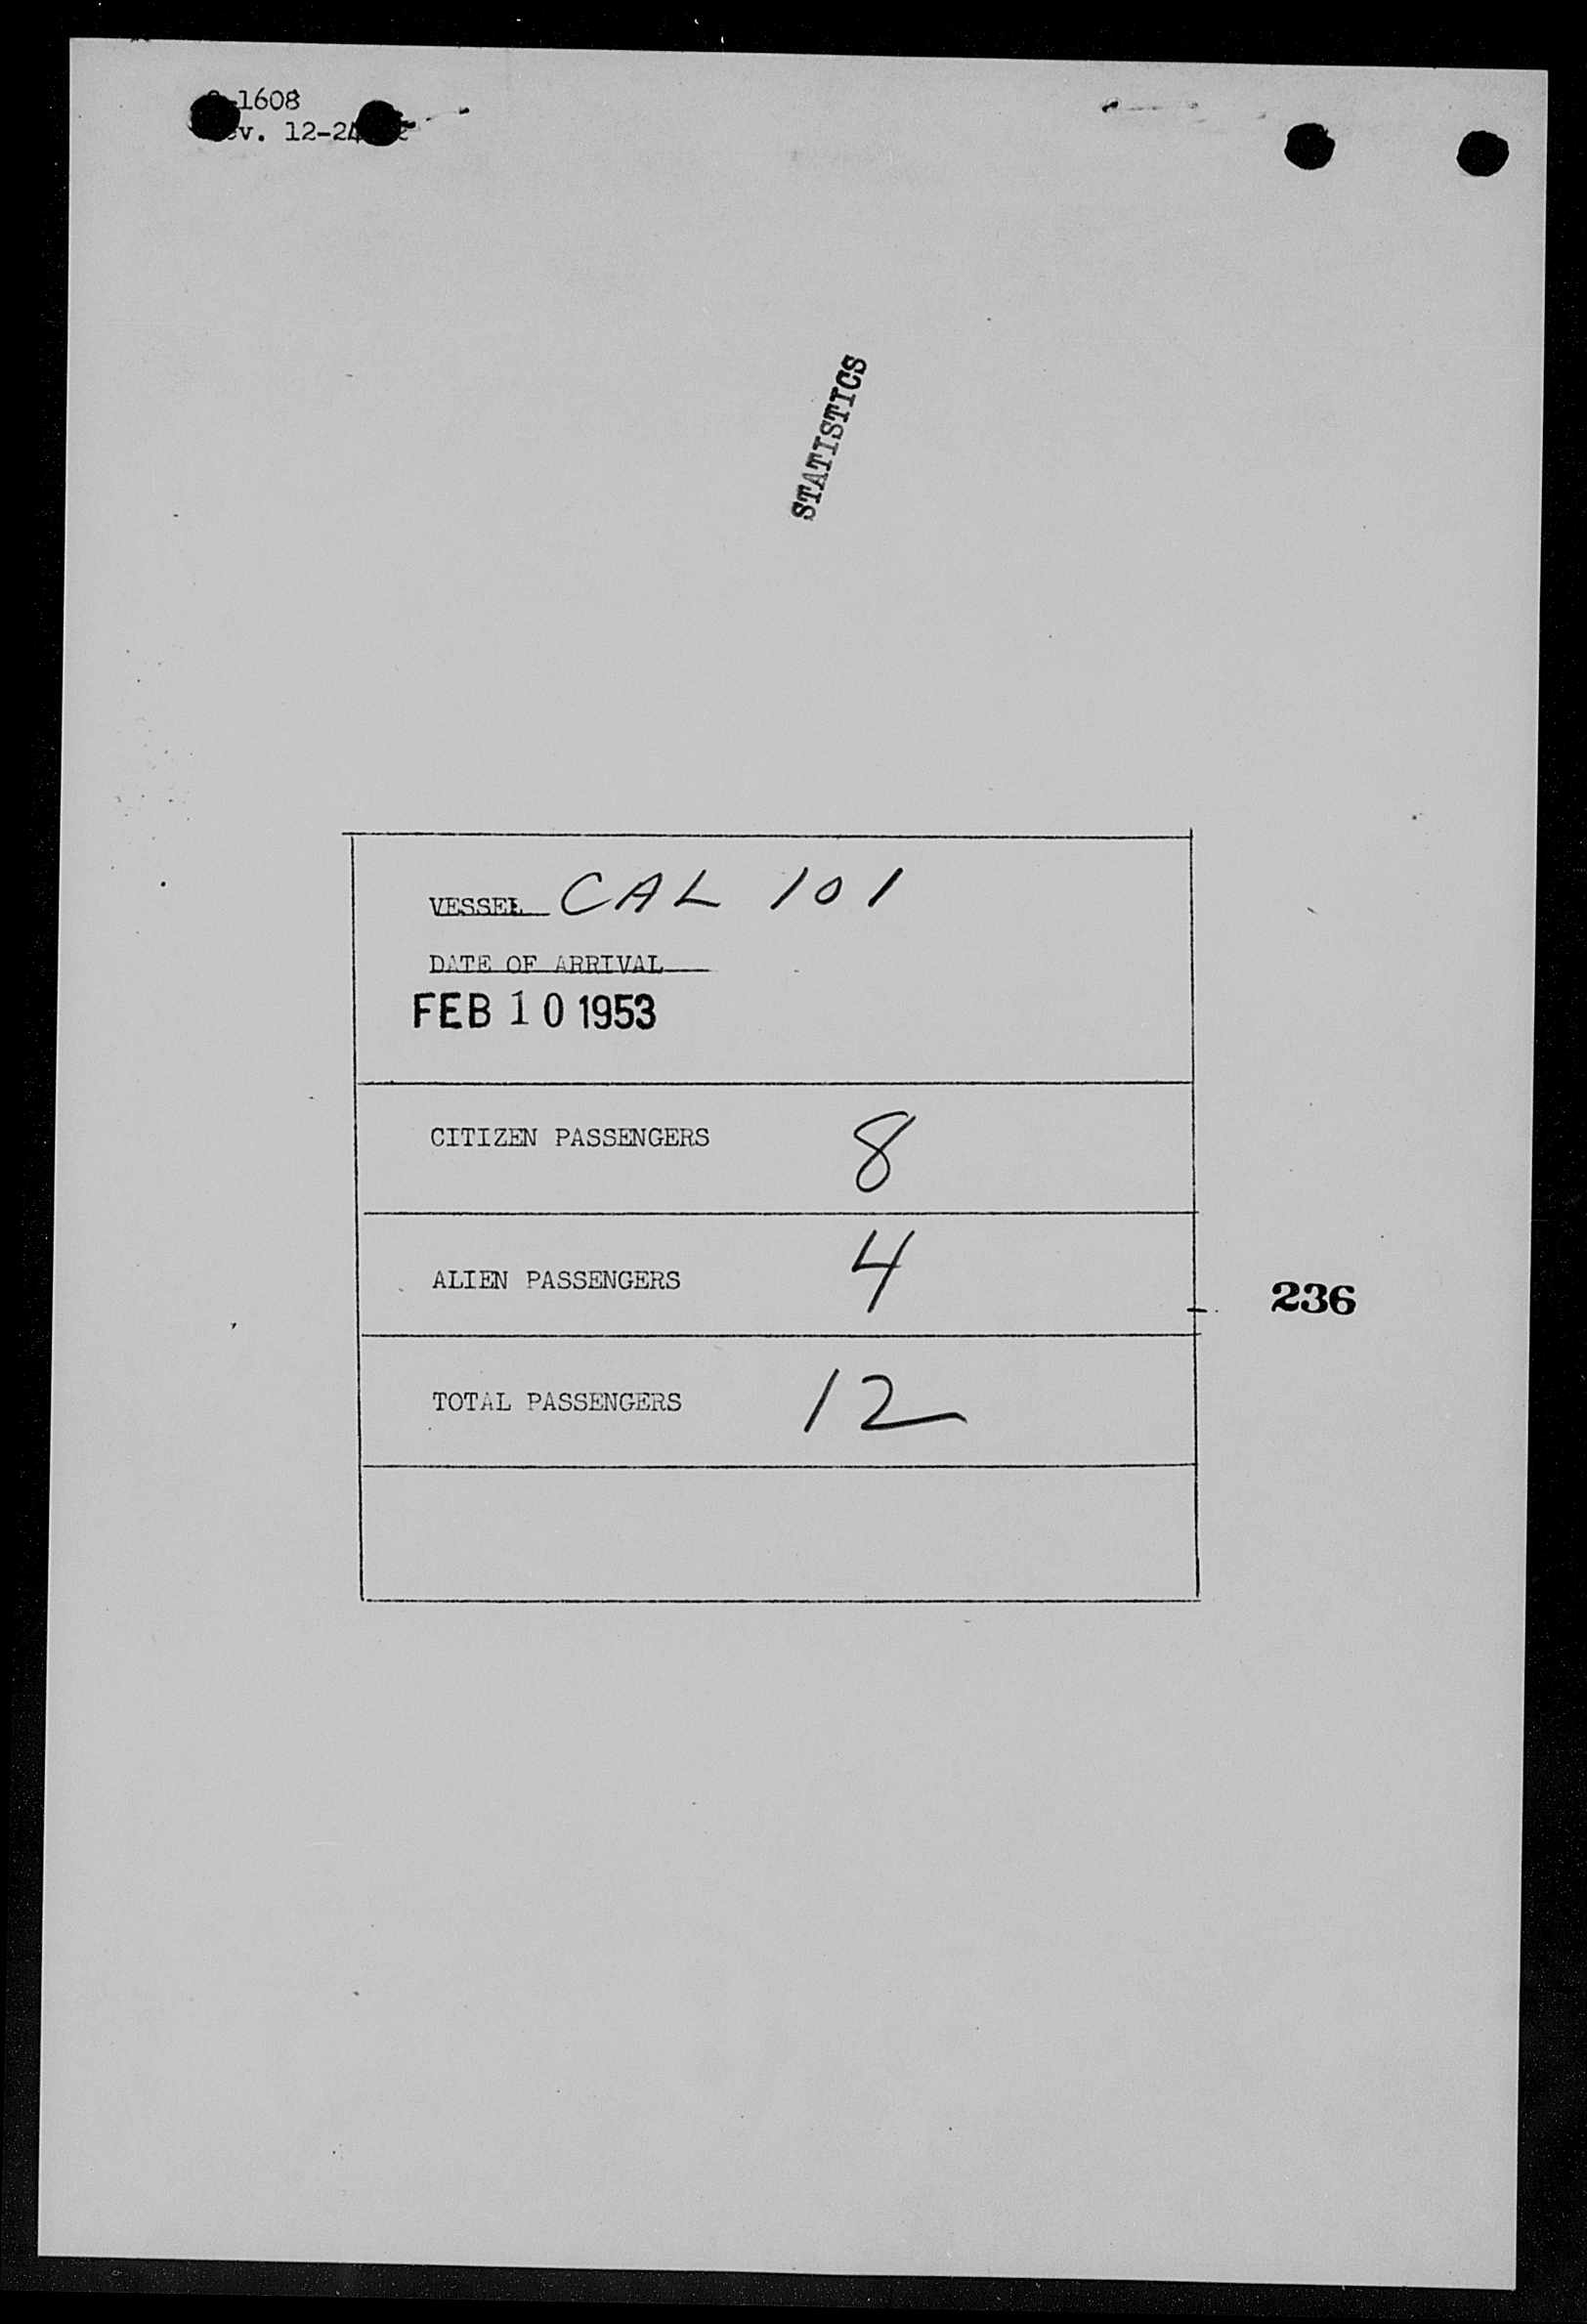 1608
12-24
STATISTICS
VESSEL CAL 101
DATE OF ARRIVAL
FEB 10 1953
CITIZEN PASSENGERS 8
ALIEN PASSENGERS 4
236
TOTAL PASSENGERS 12